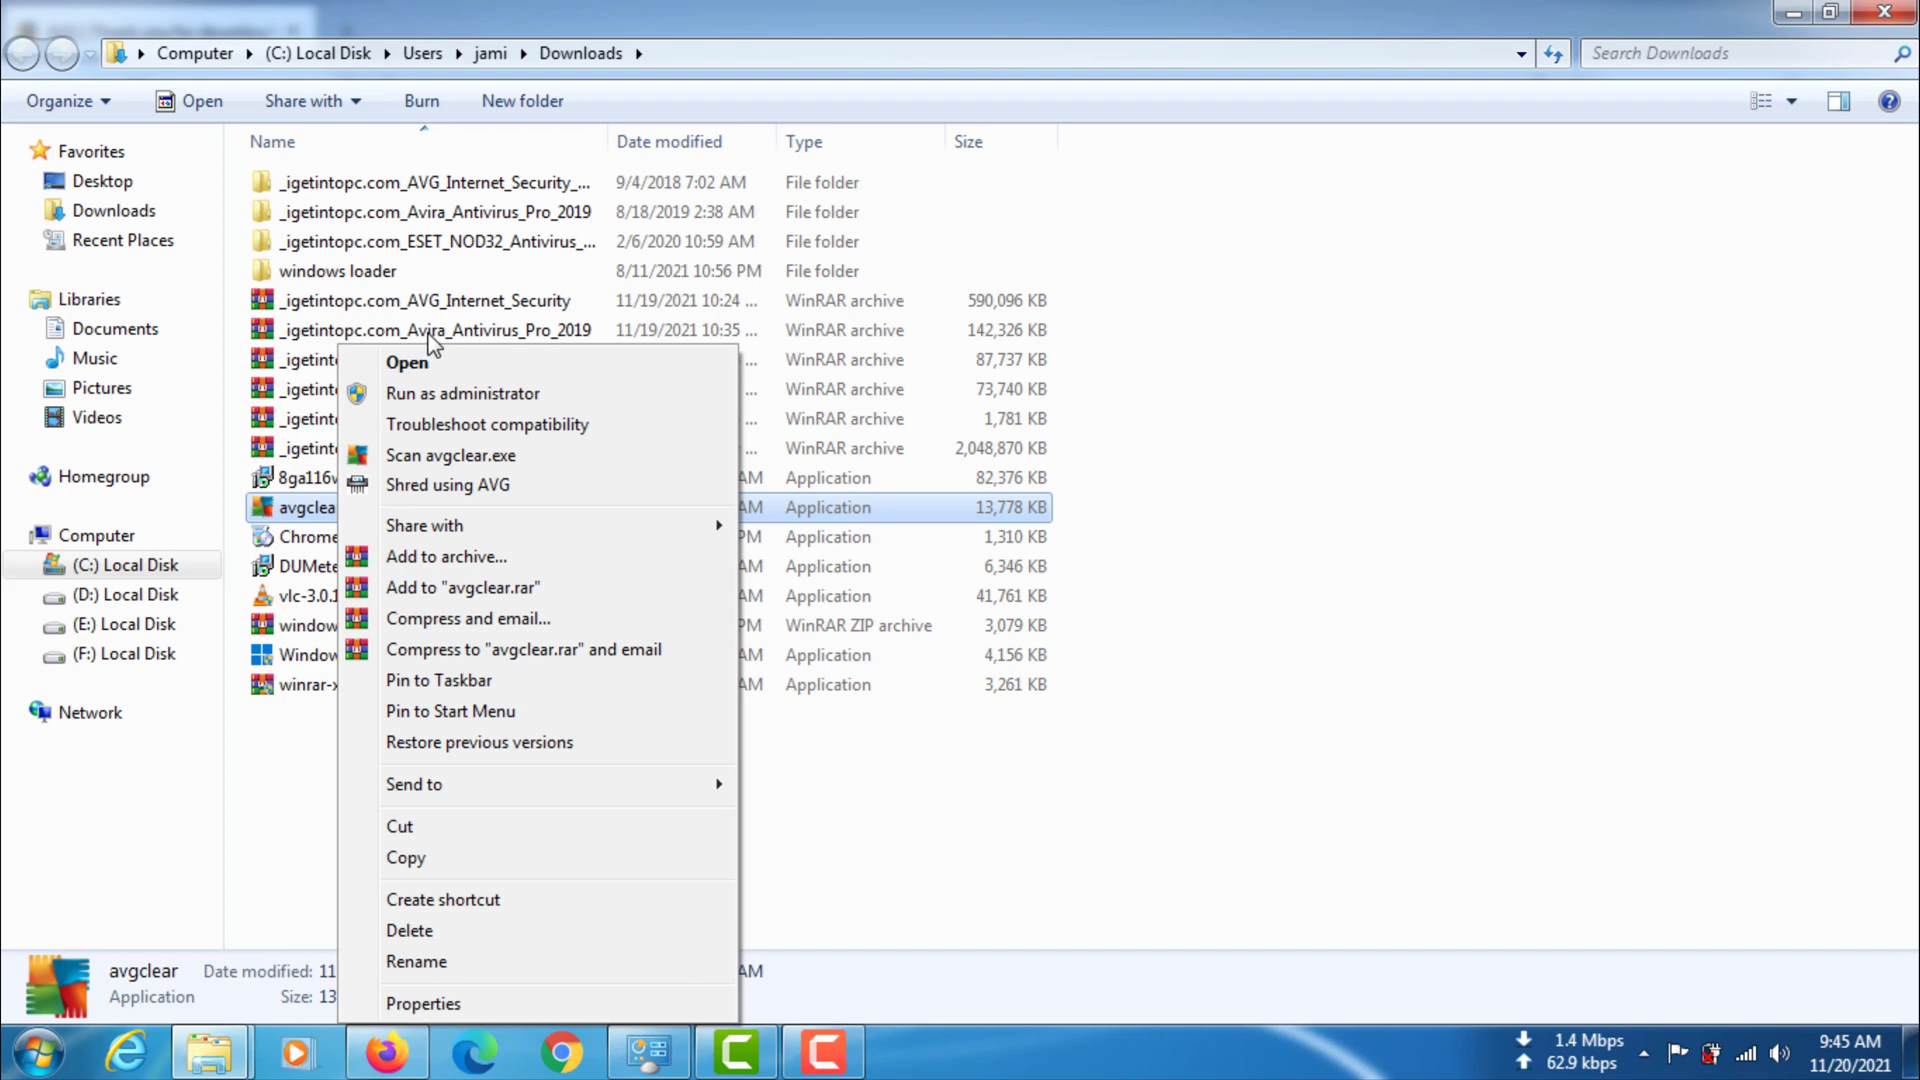 Computer (C:) Local Disk Users jami Downloads
Search Downloads
Organize Open Share with Burn New folder
Name Date modified Type Size
Favorites
Desktop
Downloads
Recent Places
Libraries
Documents
Music
Pictures
Videos
Homegroup
Computer
(C:) Local Disk
(D:) Local Disk
(E:) Local Disk
(F:) Local Disk
Network
_igetintopc.com_AVG_Internet_Security_... 9/4/2018 7:02 AM File folder
_igetintopc.com_Avira_Antivirus_Pro_2019 8/18/2019 2:38 AM File folder
_igetintopc.com_ESET_NOD32_Antivirus_... 2/6/2020 10:59 AM File folder
windows loader 8/11/2021 10:56 PM File folder
_igetintopc.com_AVG_Internet_Security 11/19/2021 10:24 ... WinRAR archive 590,096 KB
_igetintopc.com_Avira_Antivirus_Pro_2019 11/19/2021 10:35 ... WinRAR archive 142,326 KB
_igetint ... WinRAR archive 87,737 KB
_igetint ... WinRAR archive 73,740 KB
_igetint ... WinRAR archive 1,781 KB
_igetint ... WinRAR archive 2,048,870 KB
8ga116v AM Application 82,376 KB
avgclea AM Application 13,778 KB
Chrome PM Application 1,310 KB
DUMete AM Application 6,346 KB
vlc-3.0.1 AM Application 41,761 KB
window PM WinRAR ZIP archive 3,079 KB
Window AM Application 4,156 KB
winrar-x AM Application 3,261 KB
Open
Run as administrator
Troubleshoot compatibility
Scan avgclear.exe
Shred using AVG
Share with
Add to archive...
Add to "avgclear.rar"
Compress and email...
Compress to "avgclear.rar" and email
Pin to Taskbar
Pin to Start Menu
Restore previous versions
Send to
Cut
Copy
Create shortcut
Delete
Rename
Properties
avgclear Date modified: 11 AM
Application Size: 13
1.4 Mbps
62.9 kbps
9:45 AM
11/20/2021